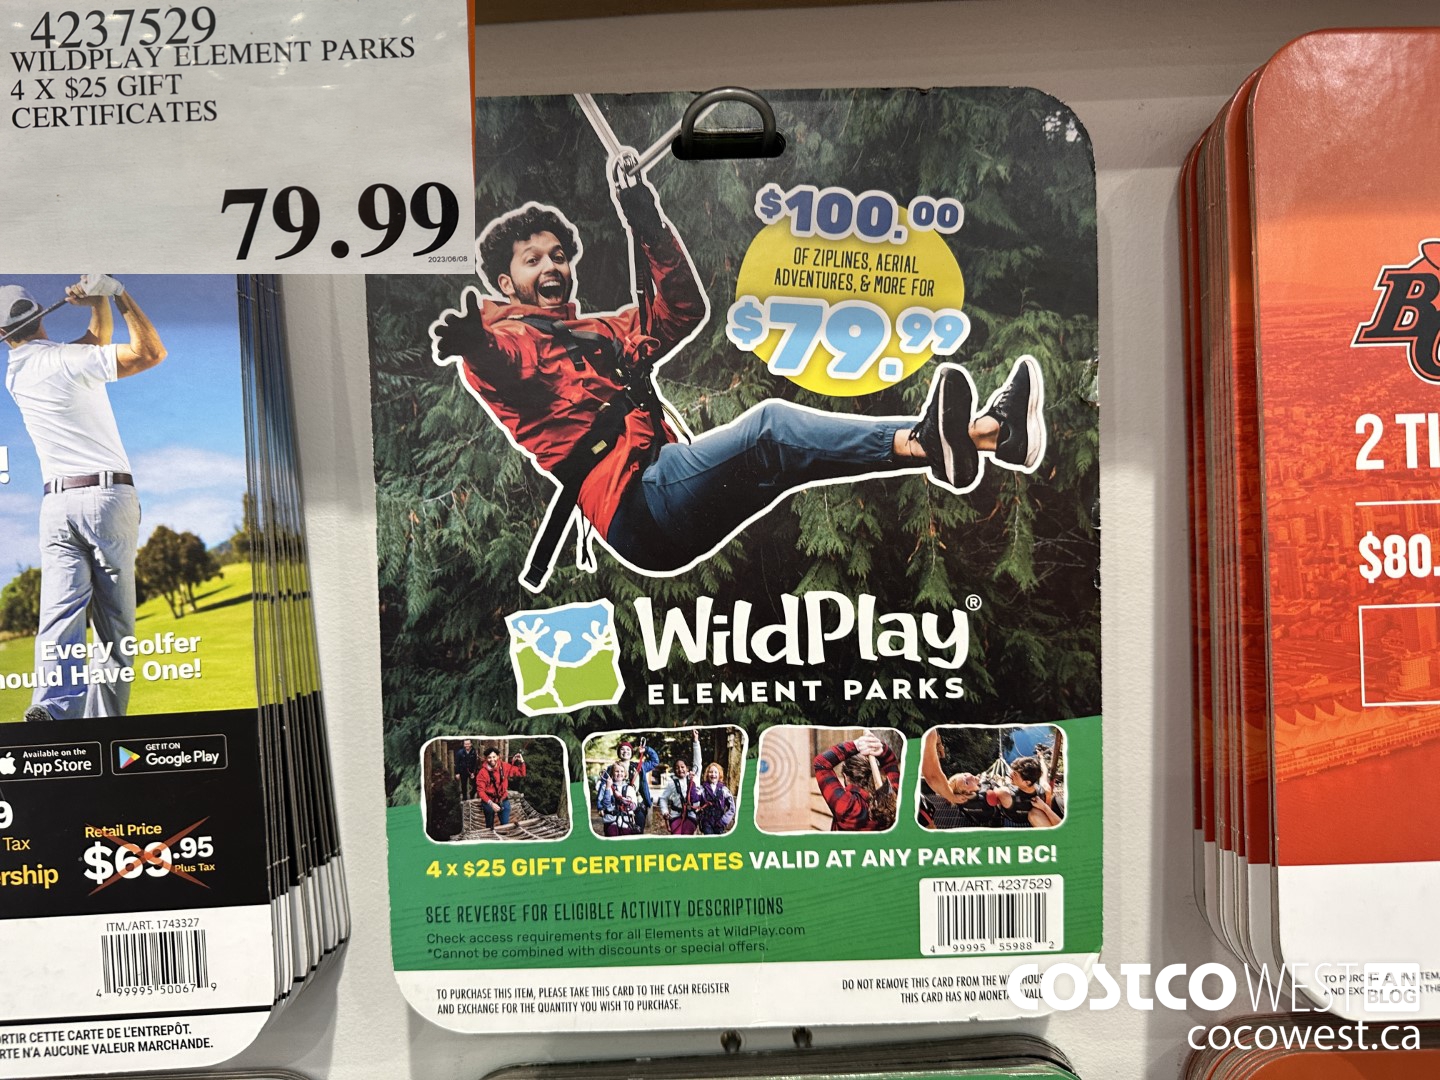 4237529
WILDPLAY ELEMENT PARKS
4 X $25 GIFT
CERTIFICATES
79.99
2023/06/08
$100.00
OF ZIPLINES, AERIAL
ADVENTURES, & MORE FOR
$79.99
WildPlay®
ELEMENT PARKS
4 x $25 GIFT CERTIFICATES VALID AT ANY PARK IN BC!
SEE REVERSE FOR ELIGIBLE ACTIVITY DESCRIPTIONS
Check access requirements for all Elements at WildPlay.com
*Cannot be combined with discounts or special offers.
ITM./ART. 4237529
4 99995 55988 2
TO PURCHASE THIS ITEM, PLEASE TAKE THIS CARD TO THE CASH REGISTER
AND EXCHANGE FOR THE QUANTITY YOU WISH TO PURCHASE.
DO NOT REMOVE THIS CARD FROM THE
THIS CARD HAS NO
!
Every Golfer
ould Have One!
Available on the
App Store
GET IT ON
Google Play
9
Tax
rship
Retail Price
$69.95
Plus Tax
ITM./ART. 1743327
4 99995 50067 9
ORTIR CETTE CARTE DE L'ENTREPÔT.
RTE N'A AUCUNE VALEUR MARCHANDE.
B
2 TI
$80.
COSTCO WEST FAN BLOG
cocowest.ca